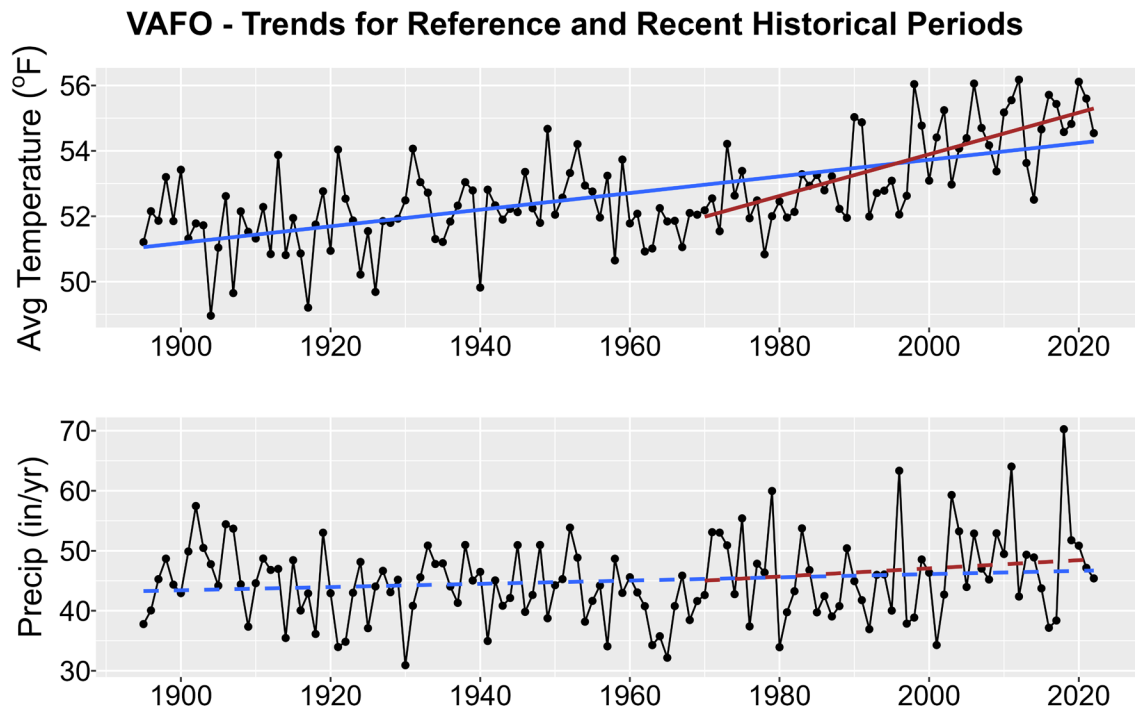 VAFO - Trends for Reference and Recent Historical Periods
Avg Temperature (ºF)
56
54
52
50
1900 1920 1940 1960 1980 2000 2020
Precip (in/yr)
70
60
50
40
30
1900 1920 1940 1960 1980 2000 2020